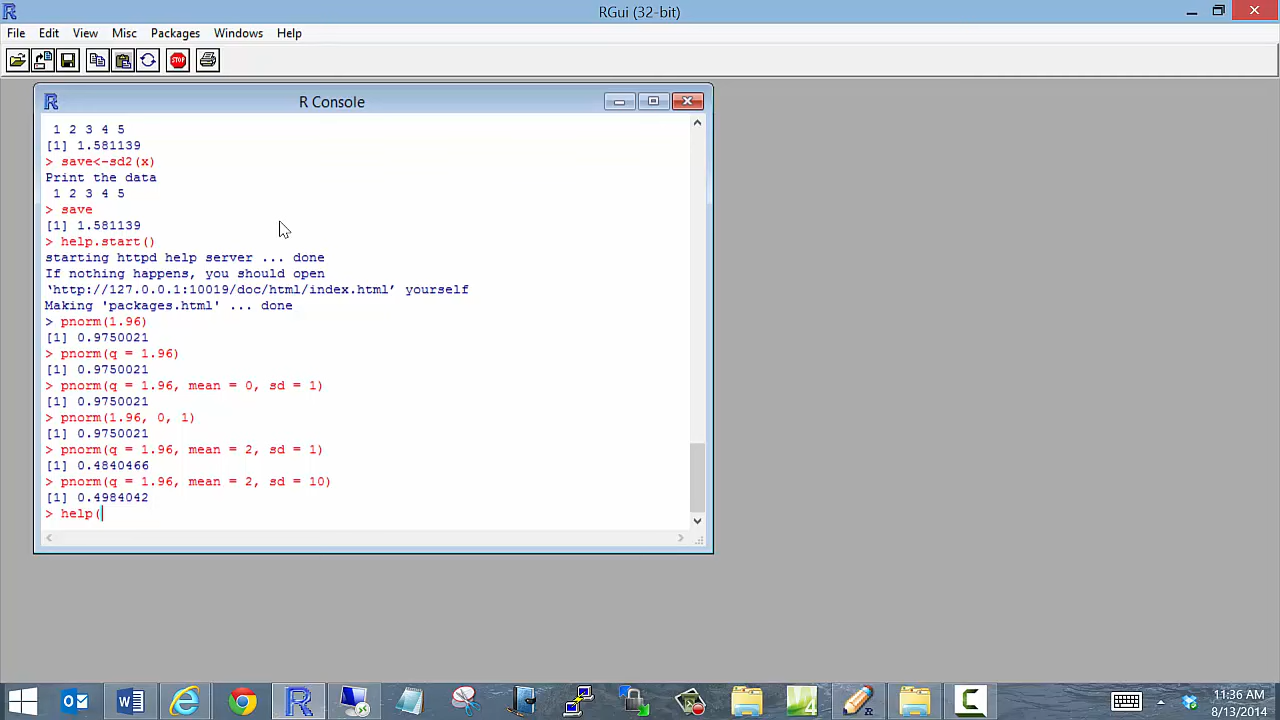 RGui (32-bit)
File Edit View Misc Packages Windows Help
STOP
R Console
1 2 3 4 5
[1] 1.581139
> save<-sd2(x)
Print the data
1 2 3 4 5
> save
[1] 1.581139
> help.start()
starting httpd help server ... done
If nothing happens, you should open
‘http://127.0.0.1:10019/doc/html/index.html’ yourself
Making 'packages.html' ... done
> pnorm(1.96)
[1] 0.9750021
> pnorm(q = 1.96)
[1] 0.9750021
> pnorm(q = 1.96, mean = 0, sd = 1)
[1] 0.9750021
> pnorm(1.96, 0, 1)
[1] 0.9750021
> pnorm(q = 1.96, mean = 2, sd = 1)
[1] 0.4840466
> pnorm(q = 1.96, mean = 2, sd = 10)
[1] 0.4984042
> help(
11:36 AM
8/13/2014